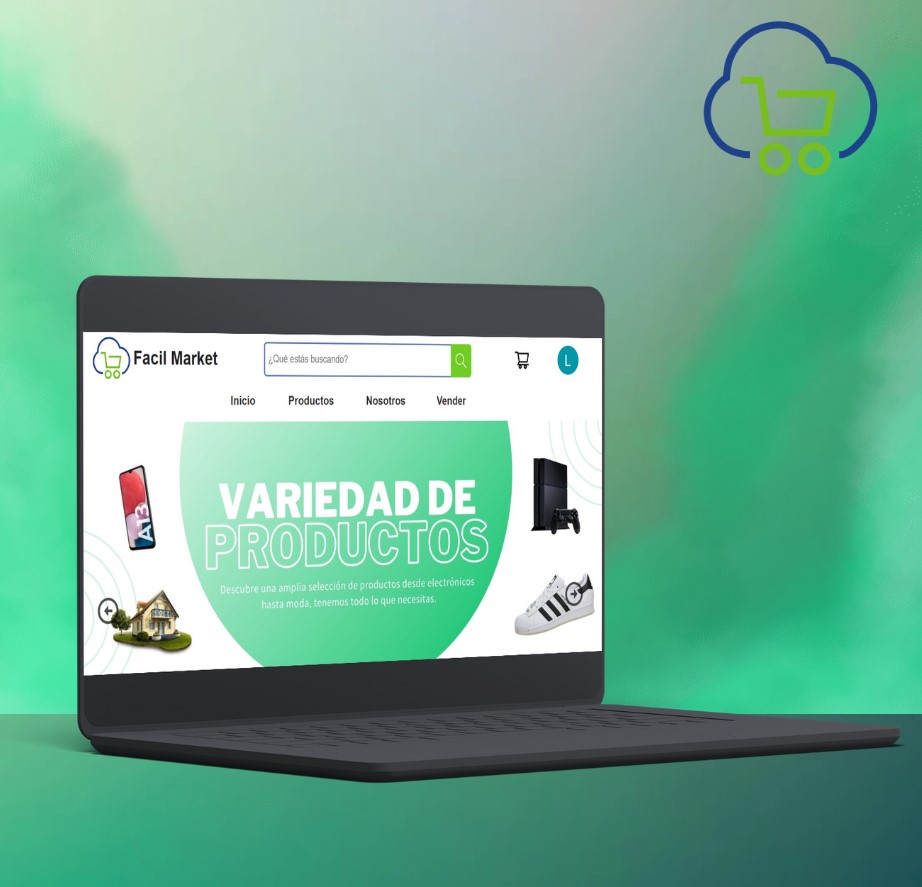 Facil Market
¿Qué estás buscando?
L
Inicio Productos Nosotros Vender
VARIEDAD DE
PRODUCTOS
A13
Descubre una amplia selección de productos desde electrónicos
hasta moda, tenemos todo lo que necesitas.